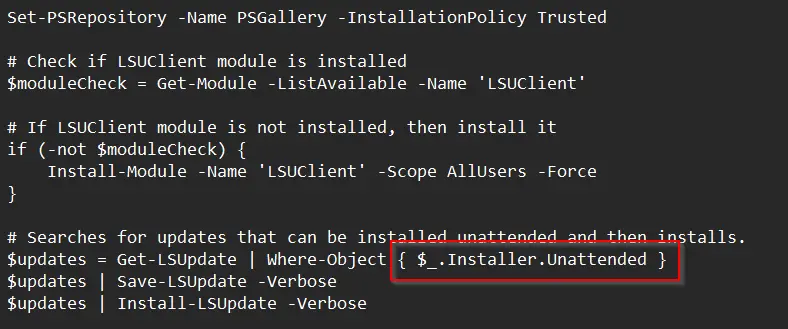 Set-PSRepository -Name PSGallery -InstallationPolicy Trusted
# Check if LSUClient module is installed
$moduleCheck = Get-Module -ListAvailable -Name 'LSUClient'
# If LSUClient module is not installed, then install it
if (-not $moduleCheck) {
    Install-Module -Name 'LSUClient' -Scope AllUsers -Force
}
# Searches for updates that can be installed unattended and then installs.
$updates = Get-LSUpdate | Where-Object { $_.Installer.Unattended }
$updates | Save-LSUpdate -Verbose
$updates | Install-LSUpdate -Verbose